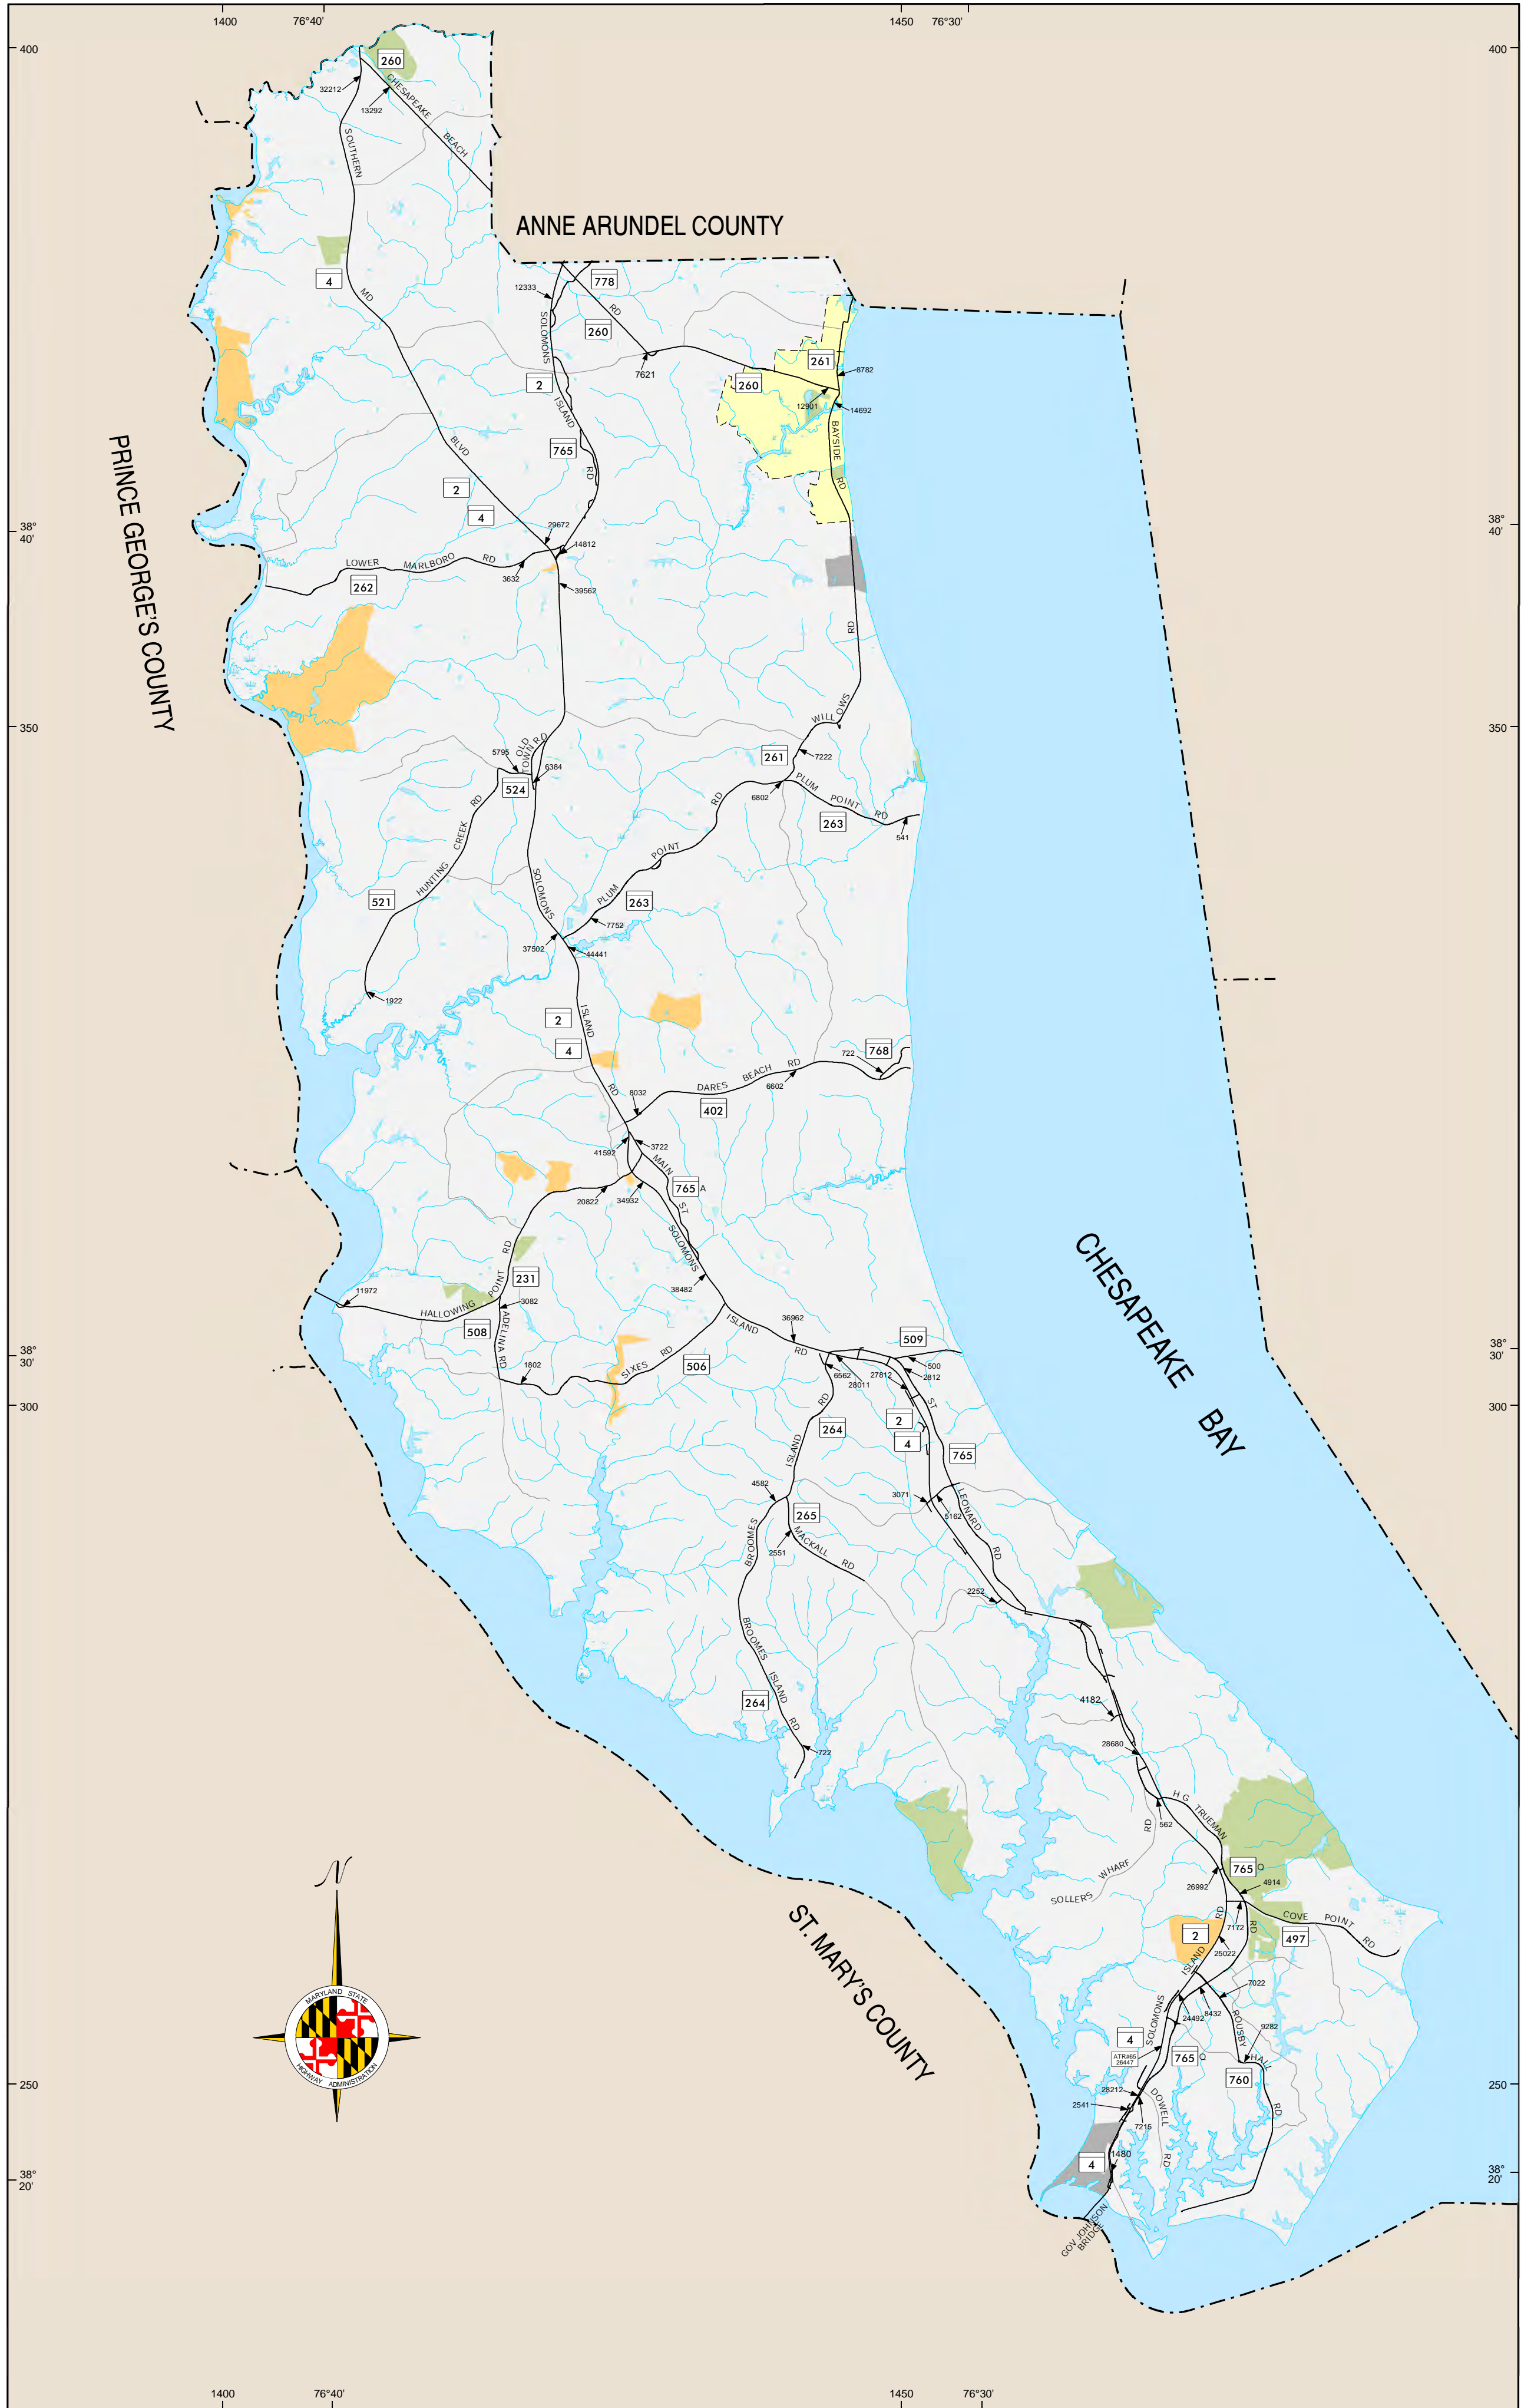 1400 76°40' 1450 76°30'
400 400
260
32212
13292
CHESAPEAKE BEACH
SOUTHERN
ANNE ARUNDEL COUNTY
4
MD
778
12333
RD
260
SOLOMONS
7621
261
8782
260
2
12901
14692
ISLAND
765
RD
BAYSIDE
RD
BLVD
PRINCE GEORGE'S COUNTY
2
4
38°
40'
38°
40'
29672
14812
LOWER MARLBORO RD
262
3632
39562
RD
350 350
WILLOWS
261
7222
5795
OLD
TOWN RD
6384
524
6802
PLUM POINT RD
263
541
HUNTING CREEK RD
521
SOLOMONS
PLUM POINT RD
263
7752
37502
44441
1922
2
4
ISLAND
RD
722
768
DARES BEACH RD
6602
402
8032
41592
3722
MAIN
ST
765 A
20822
34932
SOLOMONS
HALLOWING POINT RD
231
11972
3082
508
ADELINA RD
38482
ISLAND
RD
36962
509
38°
30'
38°
30'
1802
SIXES RD
506
6562
28011
27812
500
2812
ST
300 300
264
2
4
765
BROOMES ISLAND RD
4582
265
3071
5162
LEONARD RD
2551
MACKALL RD
2252
CHESAPEAKE BAY
BROOMES ISLAND RD
264
722
4182
28680
H G TRUEMAN
RD
562
SOLLERS WHARF RD
765 Q
4914
26992
7172
COVE POINT RD
497
2
25022
ISLAND RD
ST. MARY'S COUNTY
SOLOMONS
7022
8432
24492
ROUSBY HALL RD
9282
4
ATR#65
26447
765 Q
760
MARYLAND STATE
HIGHWAY ADMINISTRATION
250 250
28212
2541
7215
DOWELL RD
1480
4
38°
20'
38°
20'
GOV JOHNSON
BRIDGE
1400 76°40' 1450 76°30'